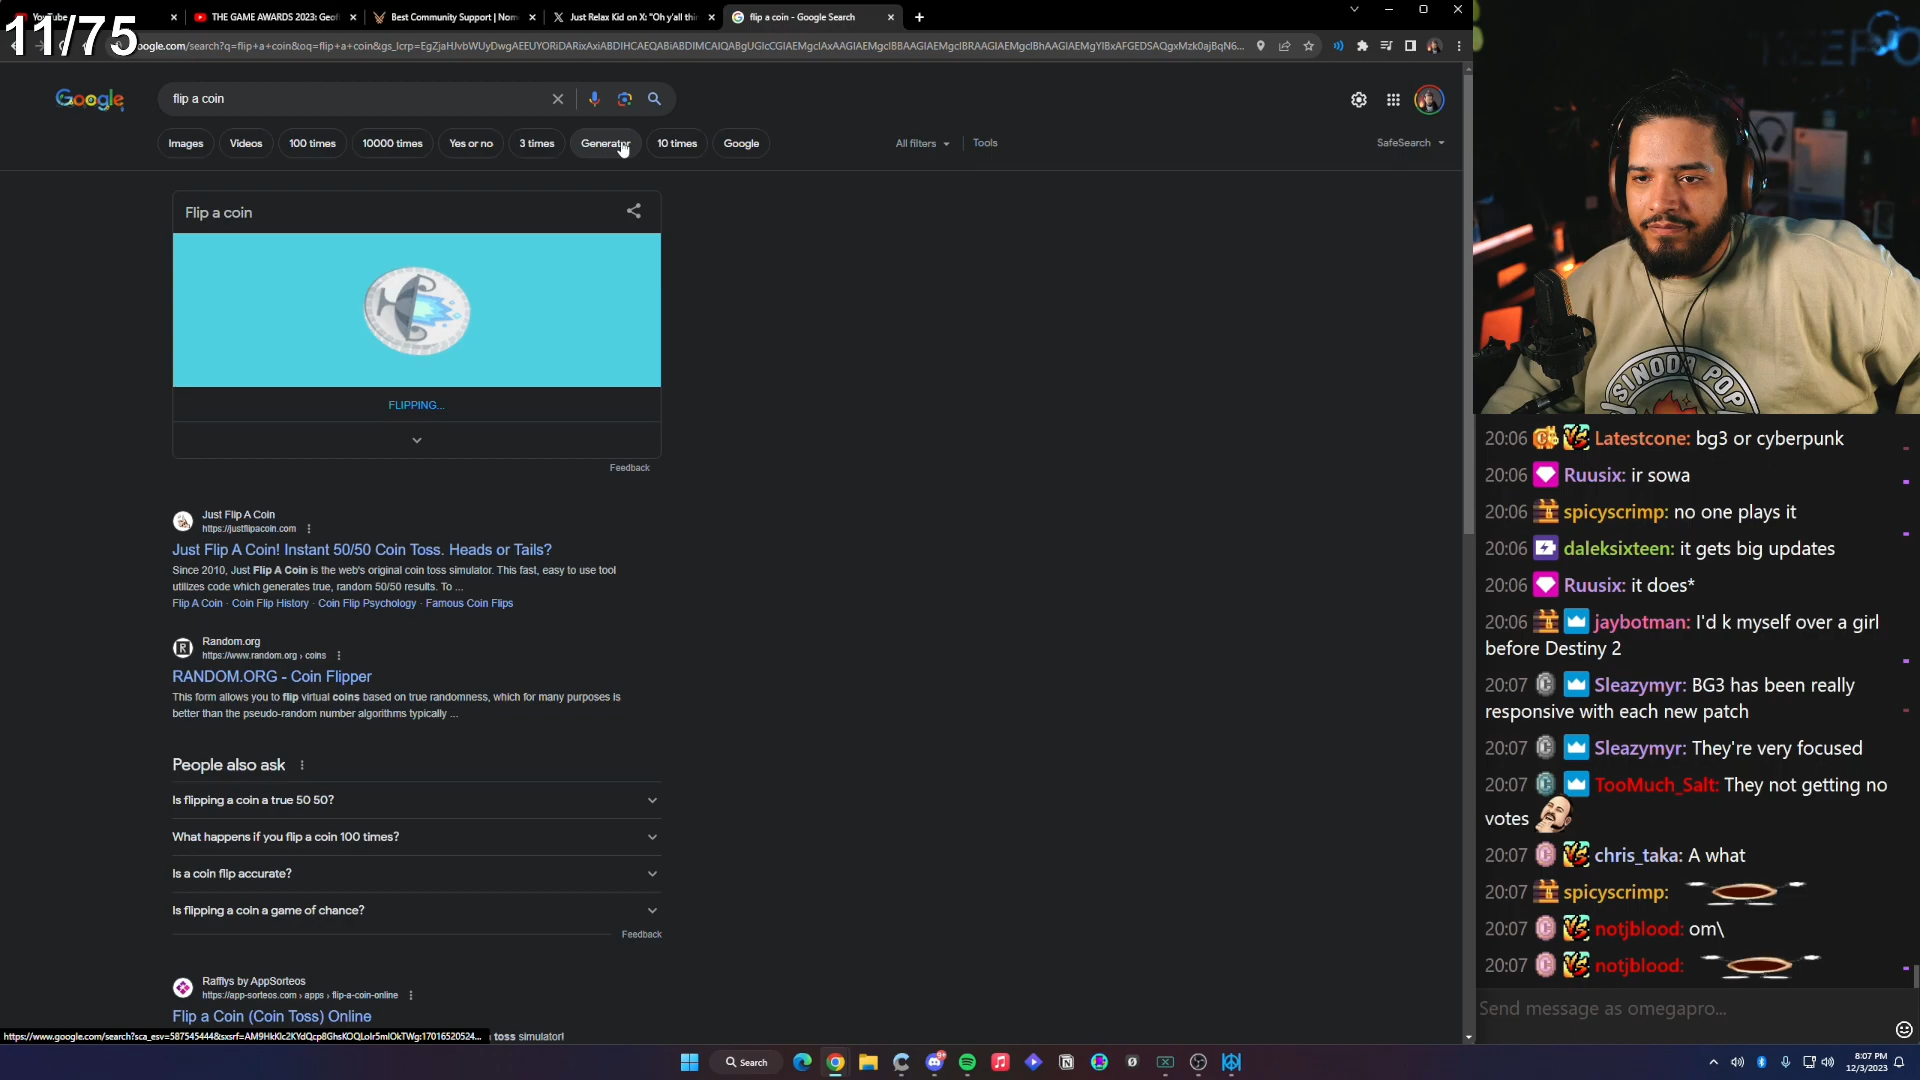 11/75
YouTube
THE GAME AWARDS 2023: Geof
Best Community Support | Nom
Just Relax Kid on X: "Oh y'all thi
flip a coin - Google Search
Google
flip a coin
Images
Videos
100 times
10000 times
Yes or no
3 times
Generator
10 times
Google
All filters
Tools
SafeSearch
Flip a coin
FLIPPING...
Feedback
Just Flip A Coin
https://justflipacoin.com
Just Flip A Coin! Instant 50/50 Coin Toss. Heads or Tails?
Since 2010, Just Flip A Coin is the web's original coin toss simulator. This fast, easy to use tool
utilizes code which generates true, random 50/50 results. To ...
Flip A Coin · Coin Flip History · Coin Flip Psychology · Famous Coin Flips
Random.org
https://www.random.org › coins
RANDOM.ORG - Coin Flipper
This form allows you to flip virtual coins based on true randomness, which for many purposes is
better than the pseudo-random number algorithms typically ...
People also ask
Is flipping a coin a true 50 50?
What happens if you flip a coin 100 times?
Is a coin flip accurate?
Is flipping a coin a game of chance?
Feedback
Rafflys by AppSorteos
https://app-sorteos.com › apps › flip-a-coin-online
Flip a Coin (Coin Toss) Online
toss simulator!
SINODA POP
20:06 Latestcone: bg3 or cyberpunk
20:06 Ruusix: ir sowa
20:06 spicyscrimp: no one plays it
20:06 daleksixteen: it gets big updates
20:06 Ruusix: it does*
20:06 jaybotman: I'd k myself over a girl
before Destiny 2
20:07 Sleazymyr: BG3 has been really
responsive with each new patch
20:07 Sleazymyr: They're very focused
20:07 TooMuch_Salt: They not getting no
votes
20:07 chris_taka: A what
20:07 spicyscrimp:
20:07 notjblood: om\
20:07 notjblood:
Send message as omegapro...
Search
8:07 PM
12/3/2023